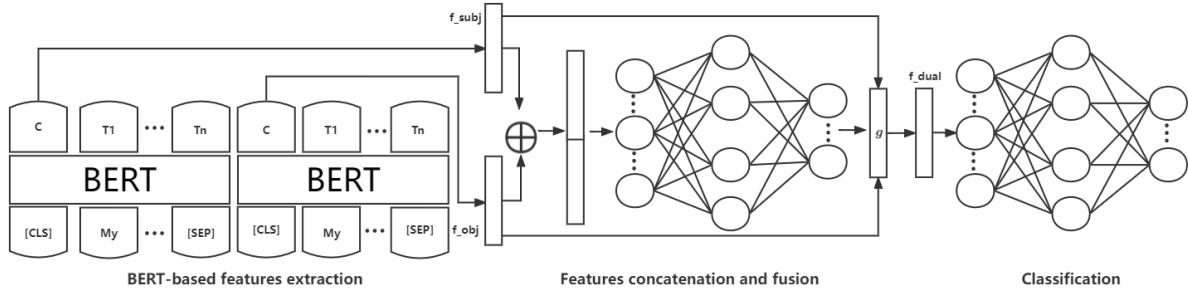 f_subj
f_dual
C T1 ••• Tn C T1 ••• Tn
BERT BERT
g
[CLS] My ••• [SEP] [CLS] My ••• [SEP]
f_obj
BERT-based features extraction Features concatenation and fusion Classification